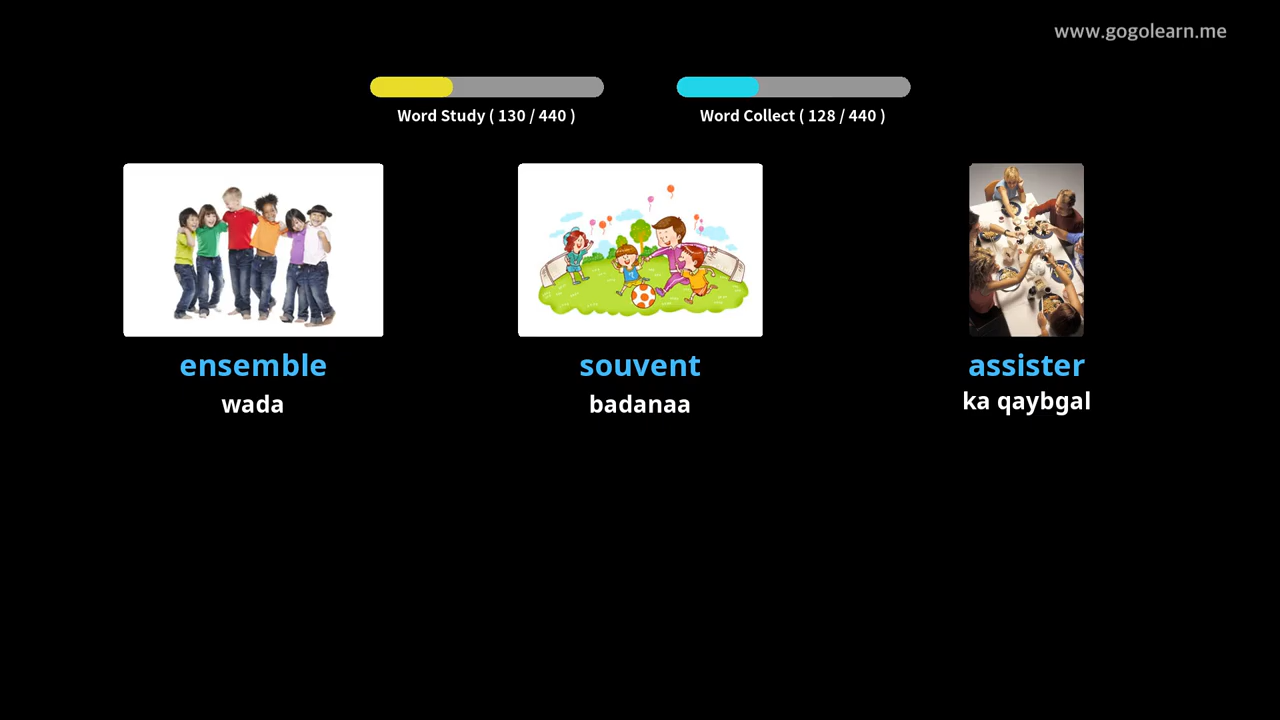 www.gogolearn.me
Word Study ( 130 / 440 )
Word Collect ( 128 / 440 )
ensemble
wada
souvent
badanaa
assister
ka qaybgal